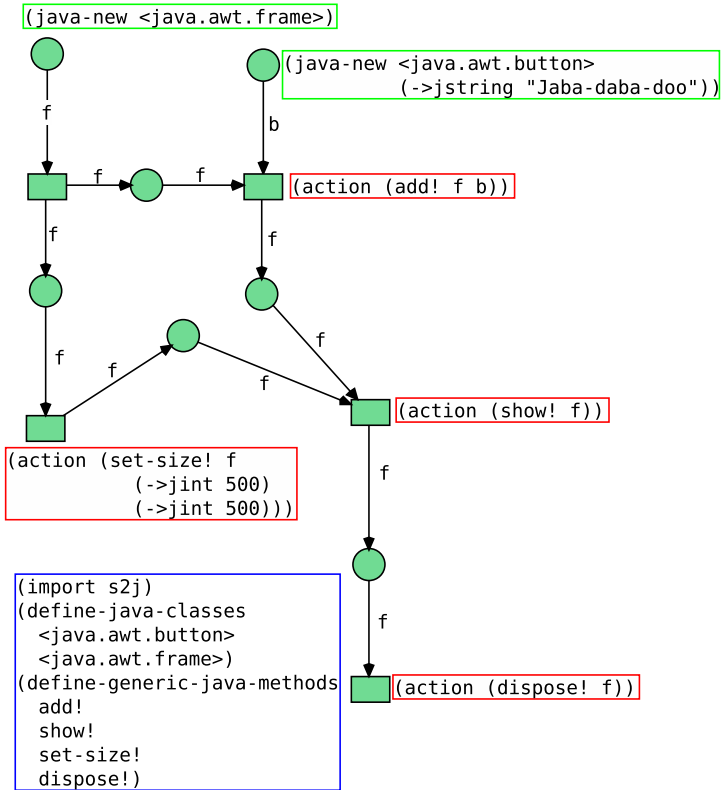 (java-new <java.awt.frame>)
(java-new <java.awt.button>
(->jstring "Jaba-daba-doo"))
f
b
f
f
(action (add! f b))
f
f
f
f
f
f
(action (show! f))
(action (set-size! f
(->jint 500)
(->jint 500)))
f
(import s2j)
(define-java-classes
<java.awt.button>
<java.awt.frame>)
(define-generic-java-methods
add!
show!
set-size!
dispose!)
f
(action (dispose! f))